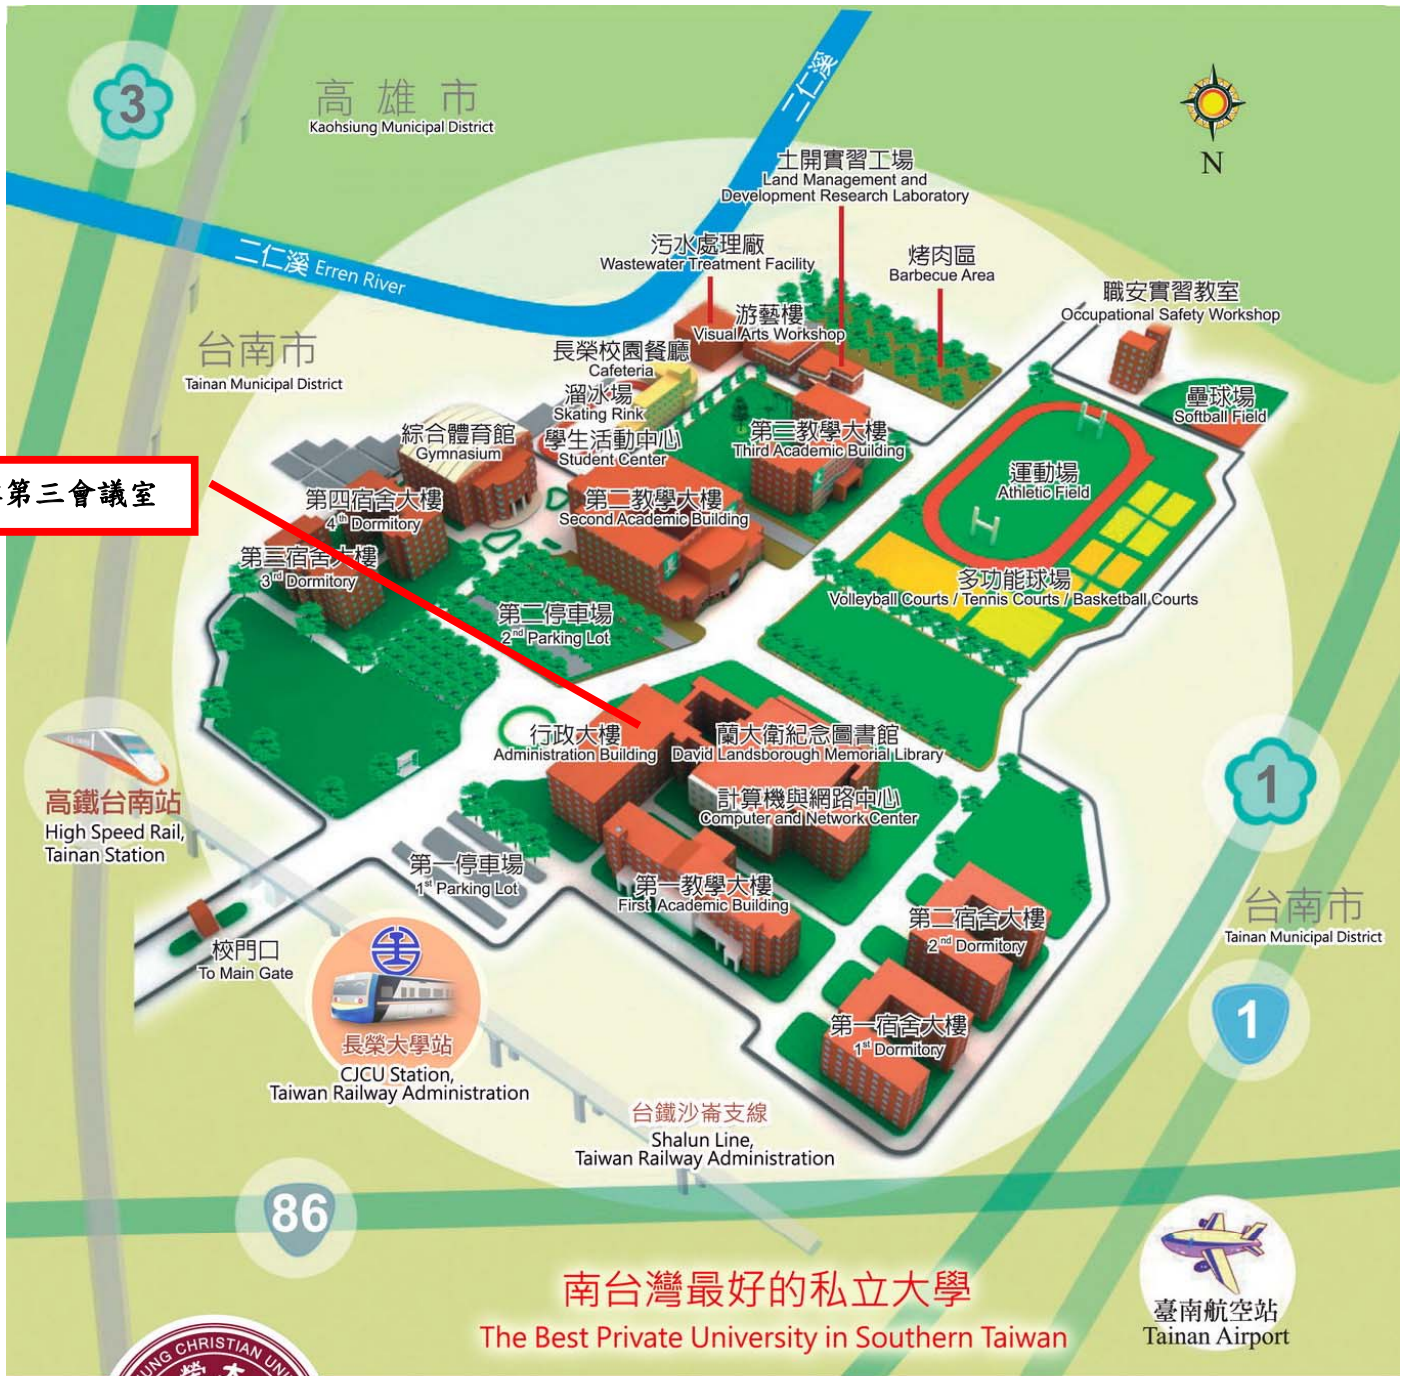 3
高雄市
Kaohsiung Municipal District
二仁溪
N
土開實習工場
Land Management and
Development Research Laboratory
污水處理廠
Wastewater Treatment Facility
烤肉區
Barbecue Area
二仁溪 Erren River
職安實習教室
Occupational Safety Workshop
游藝樓
Visual Arts Workshop
台南市
Tainan Municipal District
長榮校園餐廳
Cafeteria
溜冰場
Skating Rink
壘球場
Softball Field
綜合體育館
Gymnasium
學生活動中心
Student Center
第三教學大樓
Third Academic Building
運動場
Athletic Field
第三會議室
第四宿舍大樓
4th Dormitory
第二教學大樓
Second Academic Building
第三宿舍大樓
3rd Dormitory
多功能球場
Volleyball Courts / Tennis Courts / Basketball Courts
第二停車場
2nd Parking Lot
行政大樓
Administration Building
蘭大衛紀念圖書館
David Landsborough Memorial Library
高鐵台南站
High Speed Rail,
Tainan Station
計算機與網路中心
Computer and Network Center
1
第一停車場
1st Parking Lot
第一教學大樓
First Academic Building
第二宿舍大樓
2nd Dormitory
台南市
Tainan Municipal District
校門口
To Main Gate
1
第一宿舍大樓
1st Dormitory
長榮大學站
CJCU Station,
Taiwan Railway Administration
台鐵沙崙支線
Shalun Line,
Taiwan Railway Administration
86
南台灣最好的私立大學
The Best Private University in Southern Taiwan
臺南航空站
Tainan Airport
CHRISTIAN